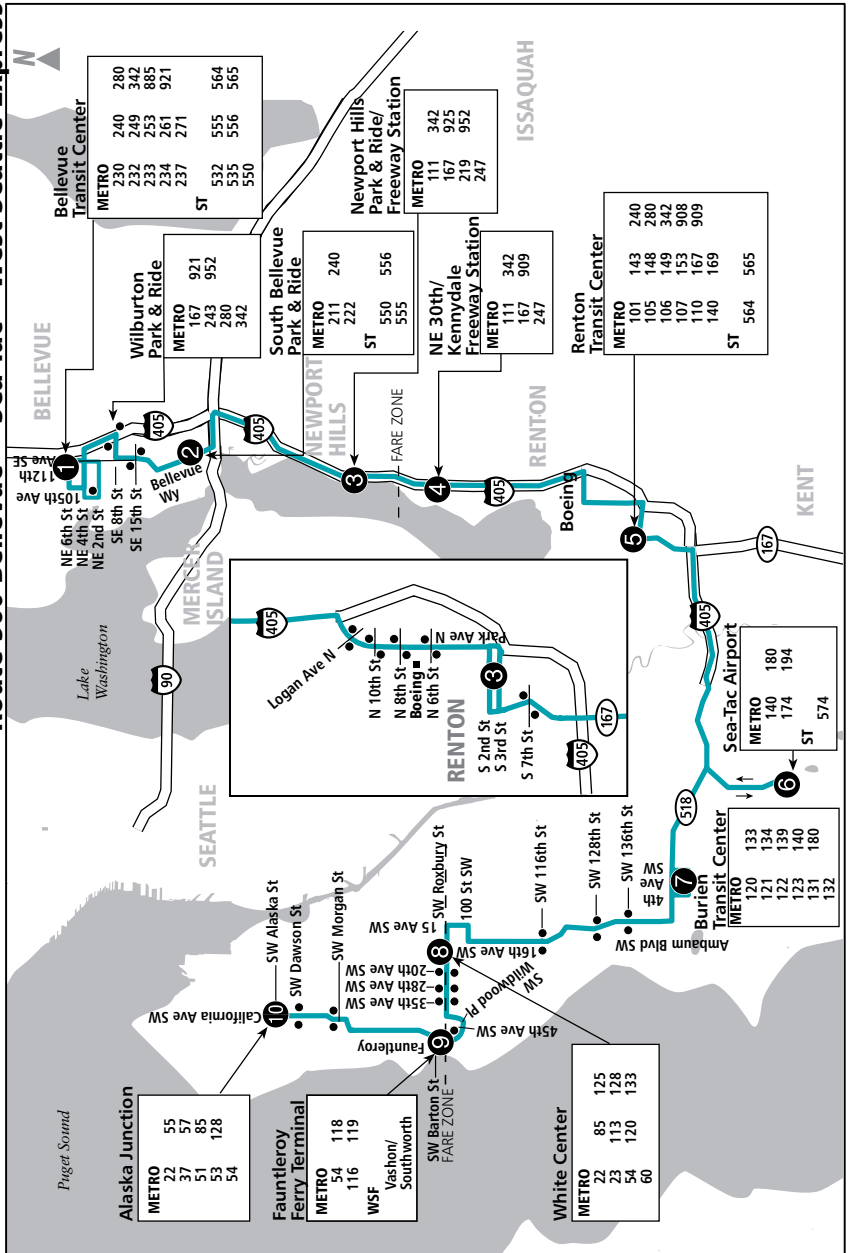 Route Bellevue – Sea-Tac – West Seattle Express
N
Puget Sound
Lake
Washington
SEATTLE
MERCER
ISLAND
BELLEVUE
NEWPORT
HILLS
RENTON
KENT
ISSAQUAH
Alaska Junction
METRO
22 55
37 57
51 85
53 128
54
Fauntleroy
Ferry Terminal
METRO
54 118
116 119
WSF
Vashon/
Southworth
White Center
METRO
22 85 125
23 113 128
54 120 133
60
Burien
Transit Center
METRO
120 133
121 134
122 139
123 140
131 180
132
Sea-Tac Airport
METRO
140 180
174 194
ST
574
Renton
Transit Center
METRO
101 143 240
105 148 280
106 149 342
107 153 908
110 167 909
140 169
ST
564 565
NE 30th/
Kennydale
Freeway Station
METRO
111 342
167 909
247
Newport Hills
Park & Ride/
Freeway Station
METRO
111 342
167 925
219 952
247
South Bellevue
Park & Ride
METRO
211 240
222
ST
550 556
555
Wilburton
Park & Ride
METRO
167 921
243 952
280
342
Bellevue
Transit Center
METRO
230 240 280
232 249 342
233 253 885
234 261 921
237 271
ST
532 555 564
535 556 565
550
1
112th
Ave SE
105th Ave
NE 6th St
NE 4th St
NE 2nd St
SE 8th St
SE 15th St
Bellevue
Wy
2
405
405
90
3
FARE ZONE
4
405
Boeing
5
167
405
6
518
7
4th
Ave
SW
Ambaum Blvd SW
SW 136th St
SW 128th St
SW 116th St
16th Ave SW
100 St SW
15 Ave SW
SW Roxbury St
8
20th Ave SW
28th Ave SW
35th Ave SW
SW
Wildwood Pl
45th Ave SW
9
Fauntleroy
SW Barton St
FARE ZONE
SW Morgan St
SW Dawson St
SW Alaska St
California Ave SW
10
405
Logan Ave N
N 10th St
N 8th St
Boeing
N 6th St
Park Ave N
RENTON
3
S 2nd St
S 3rd St
S 7th St
405
167